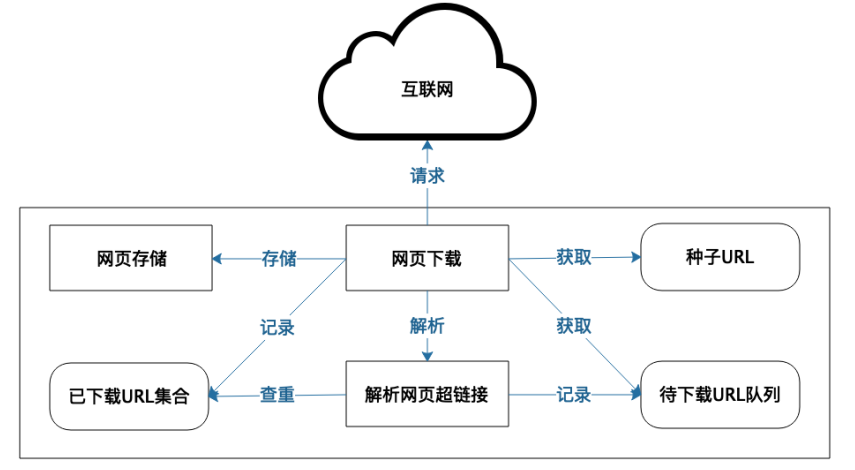 互联网
请求
网页存储
存储
网页下载
获取
种子URL
记录
解析
获取
已下载URL集合
查重
解析网页超链接
记录
待下载URL队列